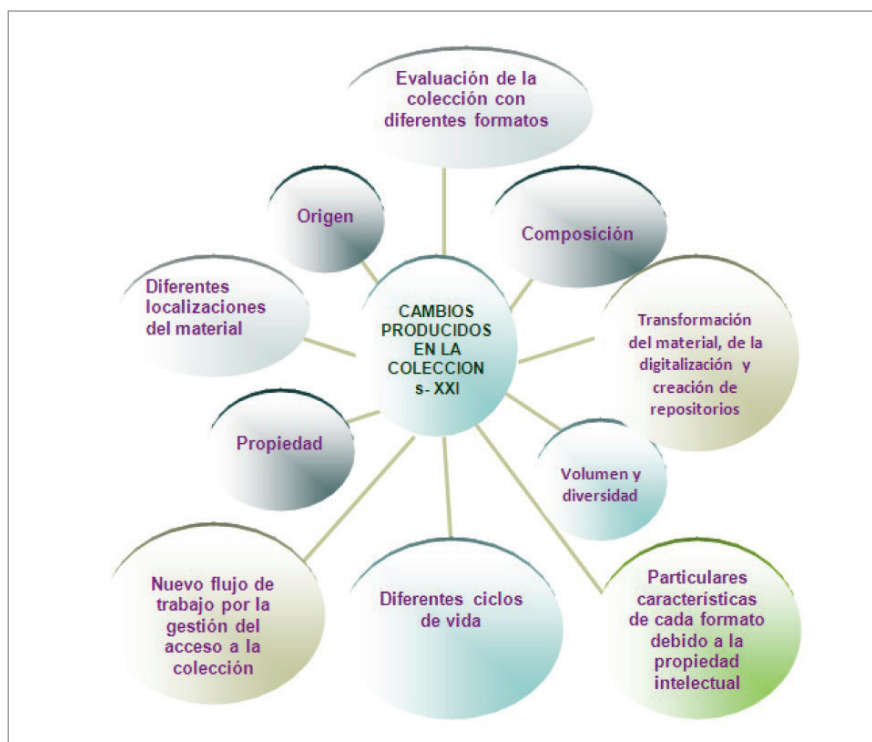 Evaluación de la
colección con
diferentes formatos
Origen
Composición
Diferentes
localizaciones
del material
CAMBIOS
PRODUCIDOS
EN LA
COLECCION
s- XXI
Transformación
del material, de la
digitalización y
creación de
repositorios
Propiedad
Volumen y
diversidad
Nuevo flujo de
trabajo por la
gestión del
acceso a la
colección
Diferentes ciclos
de vida
Particulares
características
de cada formato
debido a la
propiedad
intelectual